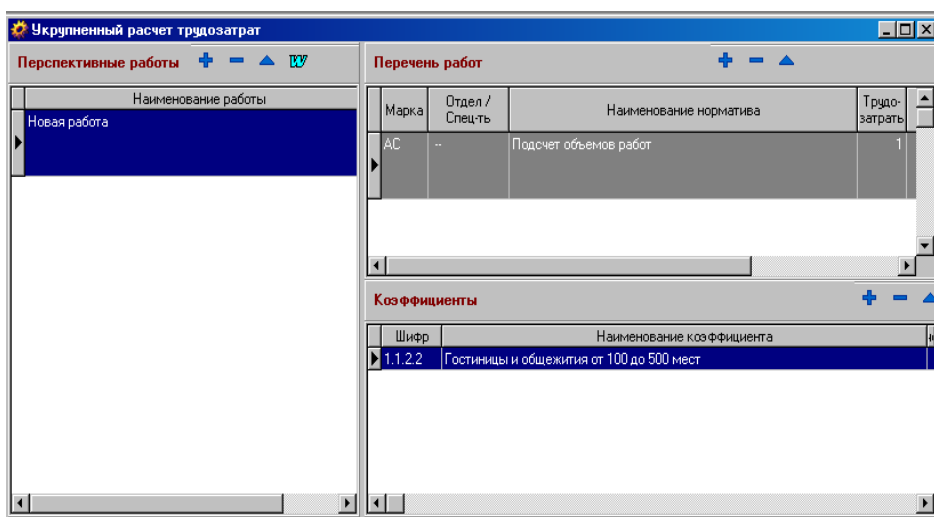 Укрупненный расчет трудозатрат
Перспективные работы W
Наименование работы
Новая работа
Перечень работ
Марка Отдел / Спец-ть Наименование норматива Трудо- затрать
АС -- Подсчет объемов работ 1
Коэффициенты
Шифр Наименование коэффициента
1.1.2.2 Гостиницы и общежития от 100 до 500 мест